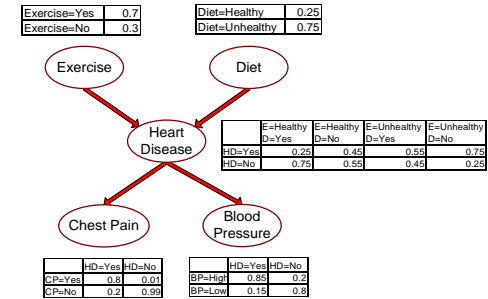 Exercise=Yes 0.7
Exercise=No 0.3
Diet=Healthy 0.25
Diet=Unhealthy 0.75
Exercise
Diet
Heart
Disease
E=Healthy E=Healthy E=Unhealthy E=Unhealthy
D=Yes D=No D=Yes D=No
HD=Yes 0.25 0.45 0.55 0.75
HD=No 0.75 0.55 0.45 0.25
Chest Pain
Blood
Pressure
HD=Yes HD=No
CP=Yes 0.8 0.01
CP=No 0.2 0.99
HD=Yes HD=No
BP=High 0.85 0.2
BP=Low 0.15 0.8